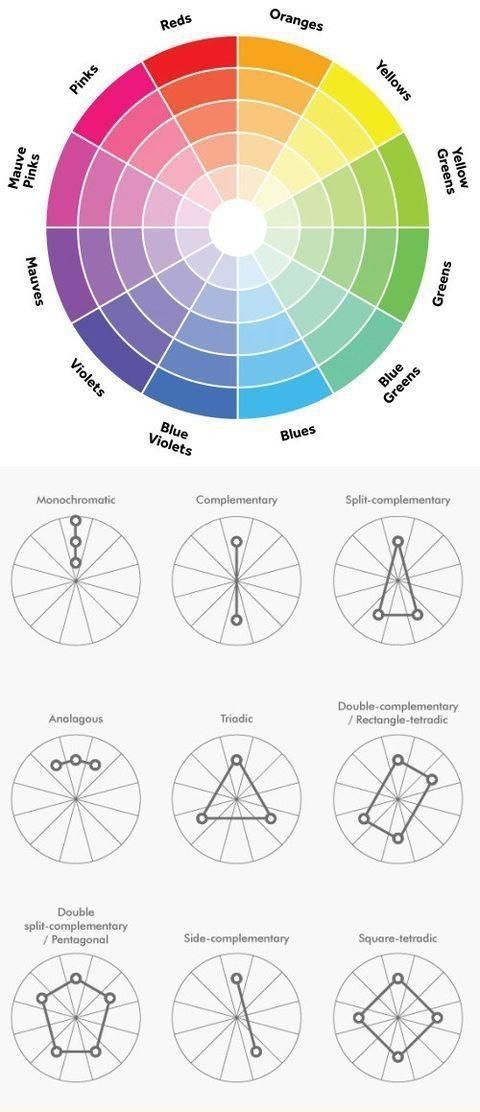 Reds
Oranges
Pinks
Yellows
Mauve
Pinks
Yellow
Greens
Mauves
Greens
Violets
Blue
Greens
Blue
Violets
Blues
Monochromatic
Complementary
Split-complementary
Analagous
Triadic
Double-complementary
/ Rectangle-tetradic
Double
split-complementary
/ Pentagonal
Side-complementary
Square-tetradic